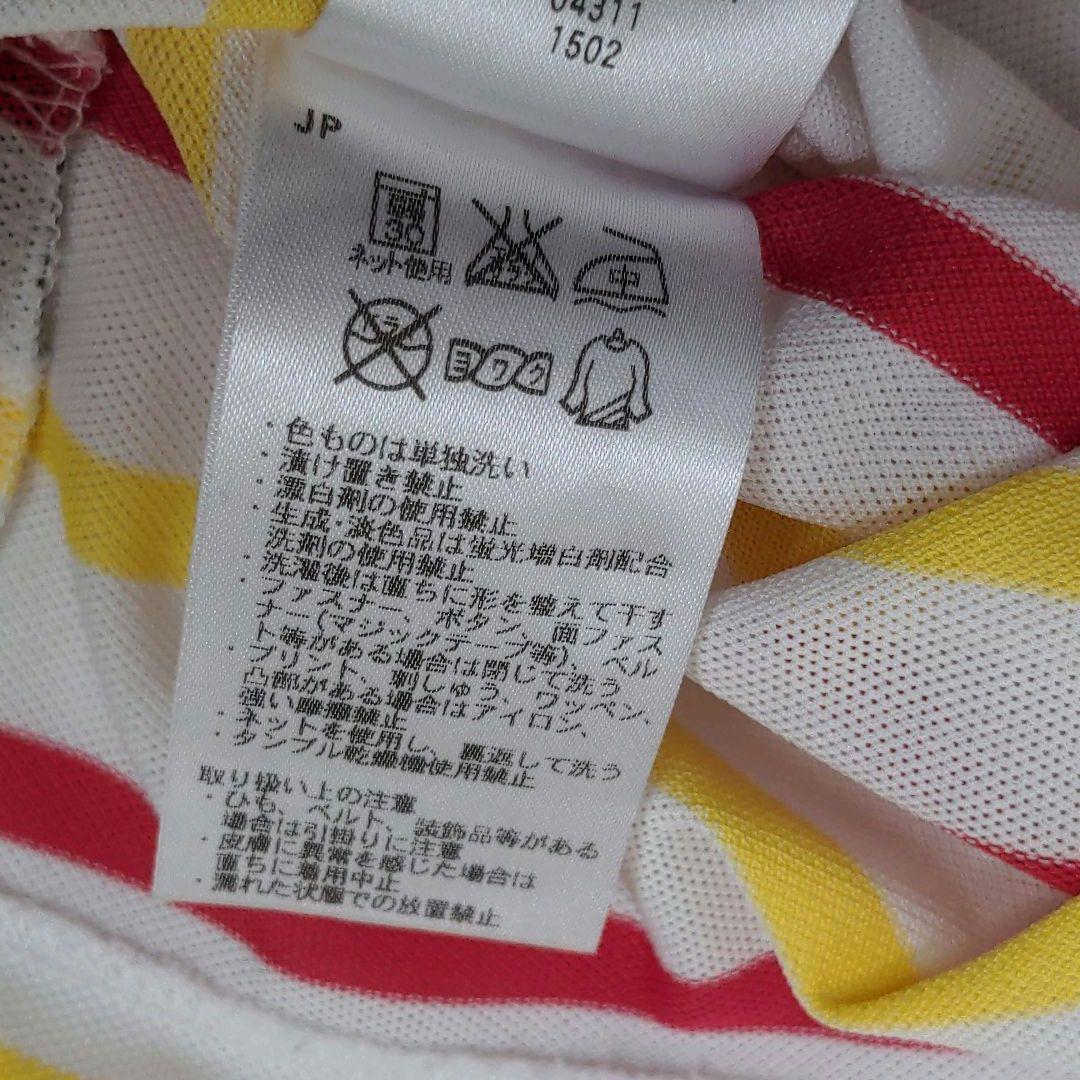 04311
1502
JP
弱
30
ネット使用
エンソ
サラシ
中
ドライ
ヨワク
・色ものは単独洗い
・漬け置き禁止
・漂白剤の使用禁止
・生成・淡色品は蛍光増白剤配合
洗剤の使用禁止
・洗濯後は直ちに形を整えて干す
・ファスナー、ボタン、面ファス
ナー(マジックテープ等)、ベル
ト等がある場合は閉じて洗う
・プリント、刺しゅう、ワッペン、
凸部がある場合はアイロン、
強い摩擦禁止
・ネットを使用し、裏返して洗う
・タンブル乾燥機使用禁止
取り扱い上の注意
・ひも、ベルト、装飾品等がある
場合は引掛りに注意
・皮膚に異常を感じた場合は
直ちに着用中止
・濡れた状態での放置禁止